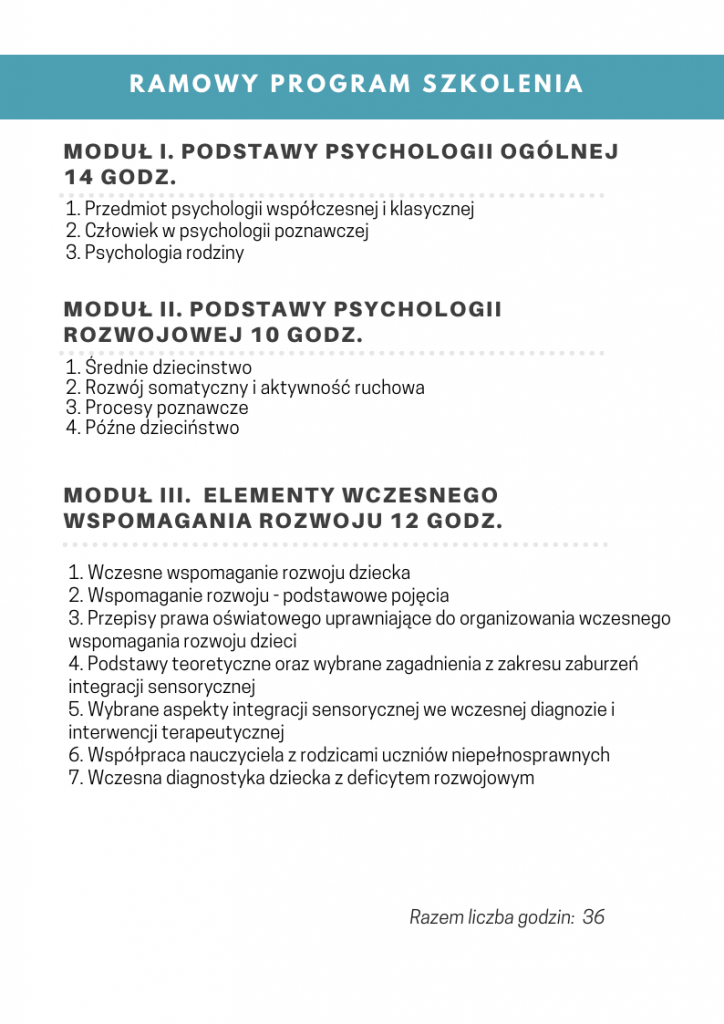 RAMOWY PROGRAM SZKOLENIA
MODUŁ I. PODSTAWY PSYCHOLOGII OGÓLNEJ
14 GODZ.
1. Przedmiot psychologii współczesnej i klasycznej
2. Człowiek w psychologii poznawczej
3. Psychologia rodziny
MODUŁ II. PODSTAWY PSYCHOLOGII
ROZWOJOWEJ 10 GODZ.
1. Średnie dziecinstwo
2. Rozwój somatyczny i aktywność ruchowa
3. Procesy poznawcze
4. Późne dzieciństwo
MODUŁ III. ELEMENTY WCZESNEGO
WSPOMAGANIA ROZWOJU 12 GODZ.
1. Wczesne wspomaganie rozwoju dziecka
2. Wspomaganie rozwoju - podstawowe pojęcia
3. Przepisy prawa oświatowego uprawniające do organizowania wczesnego
wspomagania rozwoju dzieci
4. Podstawy teoretyczne oraz wybrane zagadnienia z zakresu zaburzeń
integracji sensorycznej
5. Wybrane aspekty integracji sensorycznej we wczesnej diagnozie i
interwencji terapeutycznej
6. Współpraca nauczyciela z rodzicami uczniów niepełnosprawnych
7. Wczesna diagnostyka dziecka z deficytem rozwojowym
Razem liczba godzin: 36